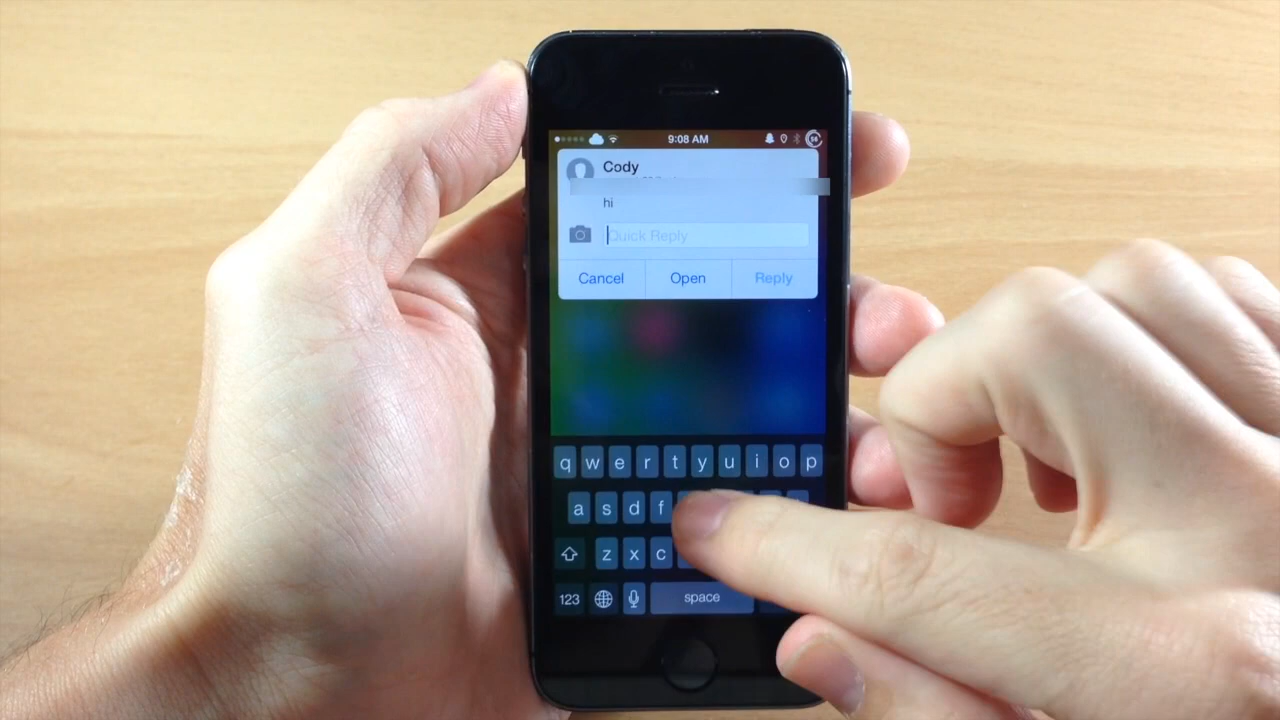 9:08 AM
Cody
hi
Quick Reply
Cancel Open Reply
q w e r t y u i o p
a s d f
z x c
123 space